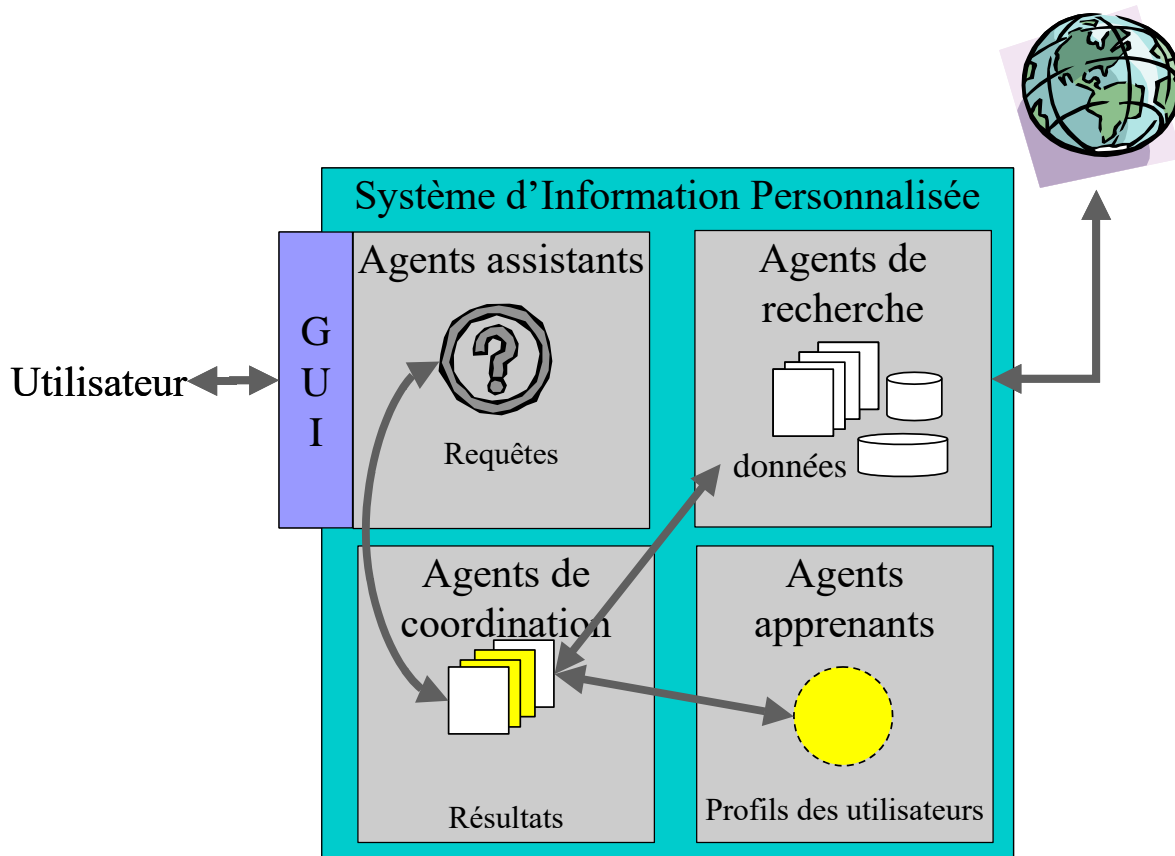 Système d’Information Personnalisée
Utilisateur
G
U
I
Agents assistants
Requêtes
Agents de
recherche
données
Agents de
coordination
Résultats
Agents
apprenants
Profils des utilisateurs